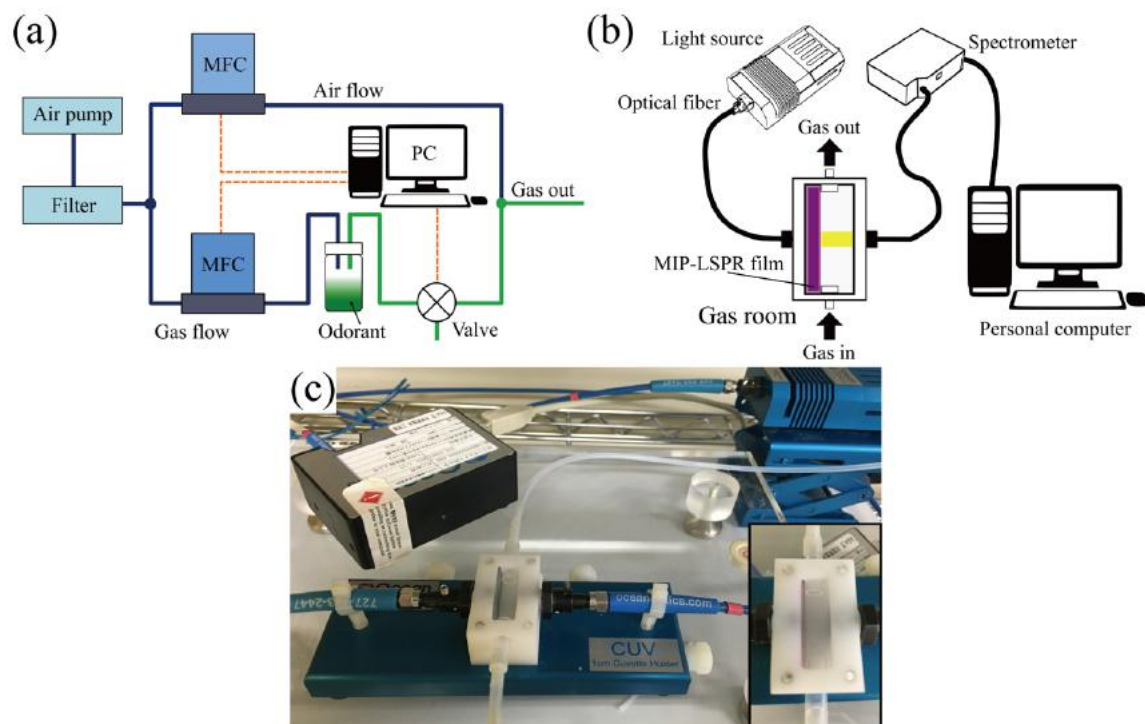 (a)
MFC
Air flow
Air pump
PC
Filter
Gas out
MFC
Gas flow
Odorant
Valve
(b)
Light source
Spectrometer
Optical fiber
Gas out
MIP-LSPR film
Gas room
Gas in
Personal computer
(c)
CUV
1cm Cuvette Holder